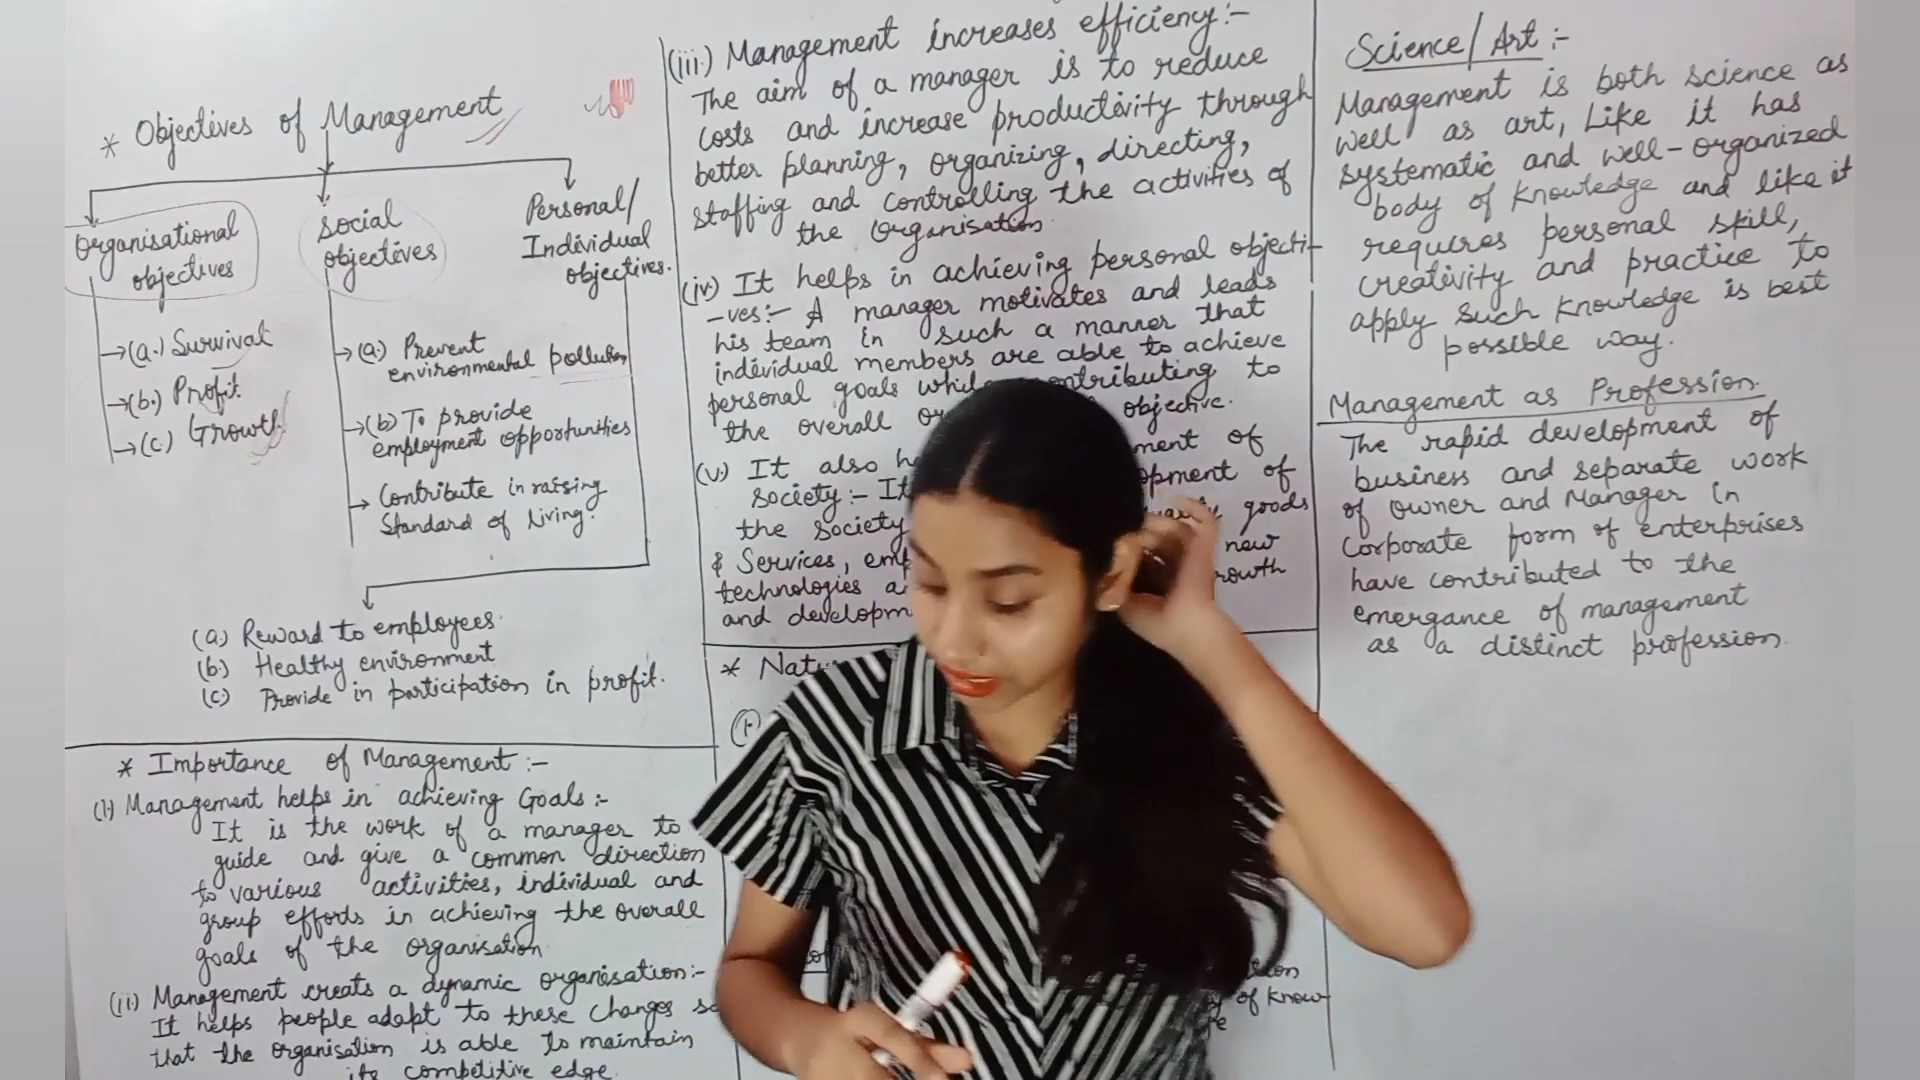 * Objectives of Management
Organisational
objectives
→(a.) Survival
→(b.) Profit
→(c.) Growth
Social
objectives
→(a.) Prevent
environmental pollution
→(b) To provide
employment opportunities
→ Contribute in raising
Standard of living.
Personal/
Individual
objectives.
(a.) Reward to employees.
(b) Healthy environment
(c) Provide in participation in profit.
* Importance of Management :-
(1.) Management helps in achieving Goals :-
It is the work of a manager to
guide and give a common direction
to various activities, individual and
group efforts in achieving the overall
goals of the organisation
(ii) Management creats a dynamic organisation:-
It helps people adapt to these changes so
that the organisation is able to maintain
its competitive edge.
(iii.) Management increases efficiency:-
The aim of a manager is to reduce
costs and increase productivity through
better planning, organizing, directing,
staffing and controlling the activities of
the Organisation.
(iv.) It helps in achieving personal objecti-
-ves:- A manager motivates and leads
his team in such a manner that
individual members are able to achieve
personal goals while contributing to
the overall objective.
(v.) It also of
society:- It of
the society goods
& Services, new
technologies
and
*
(1.)
of know
Science/Art :-
Management is both science as
well as art, Like it has
systematic and well-organized
body of knowledge and like it
requires personal skill,
creativity and practice to
apply such knowledge is best
possible way.
Management as Profession.
The rapid development of
business and separate work
of owner and Manager in
corporate form of enterprises
have contributed to the
emergance of management
as a distinct profession.